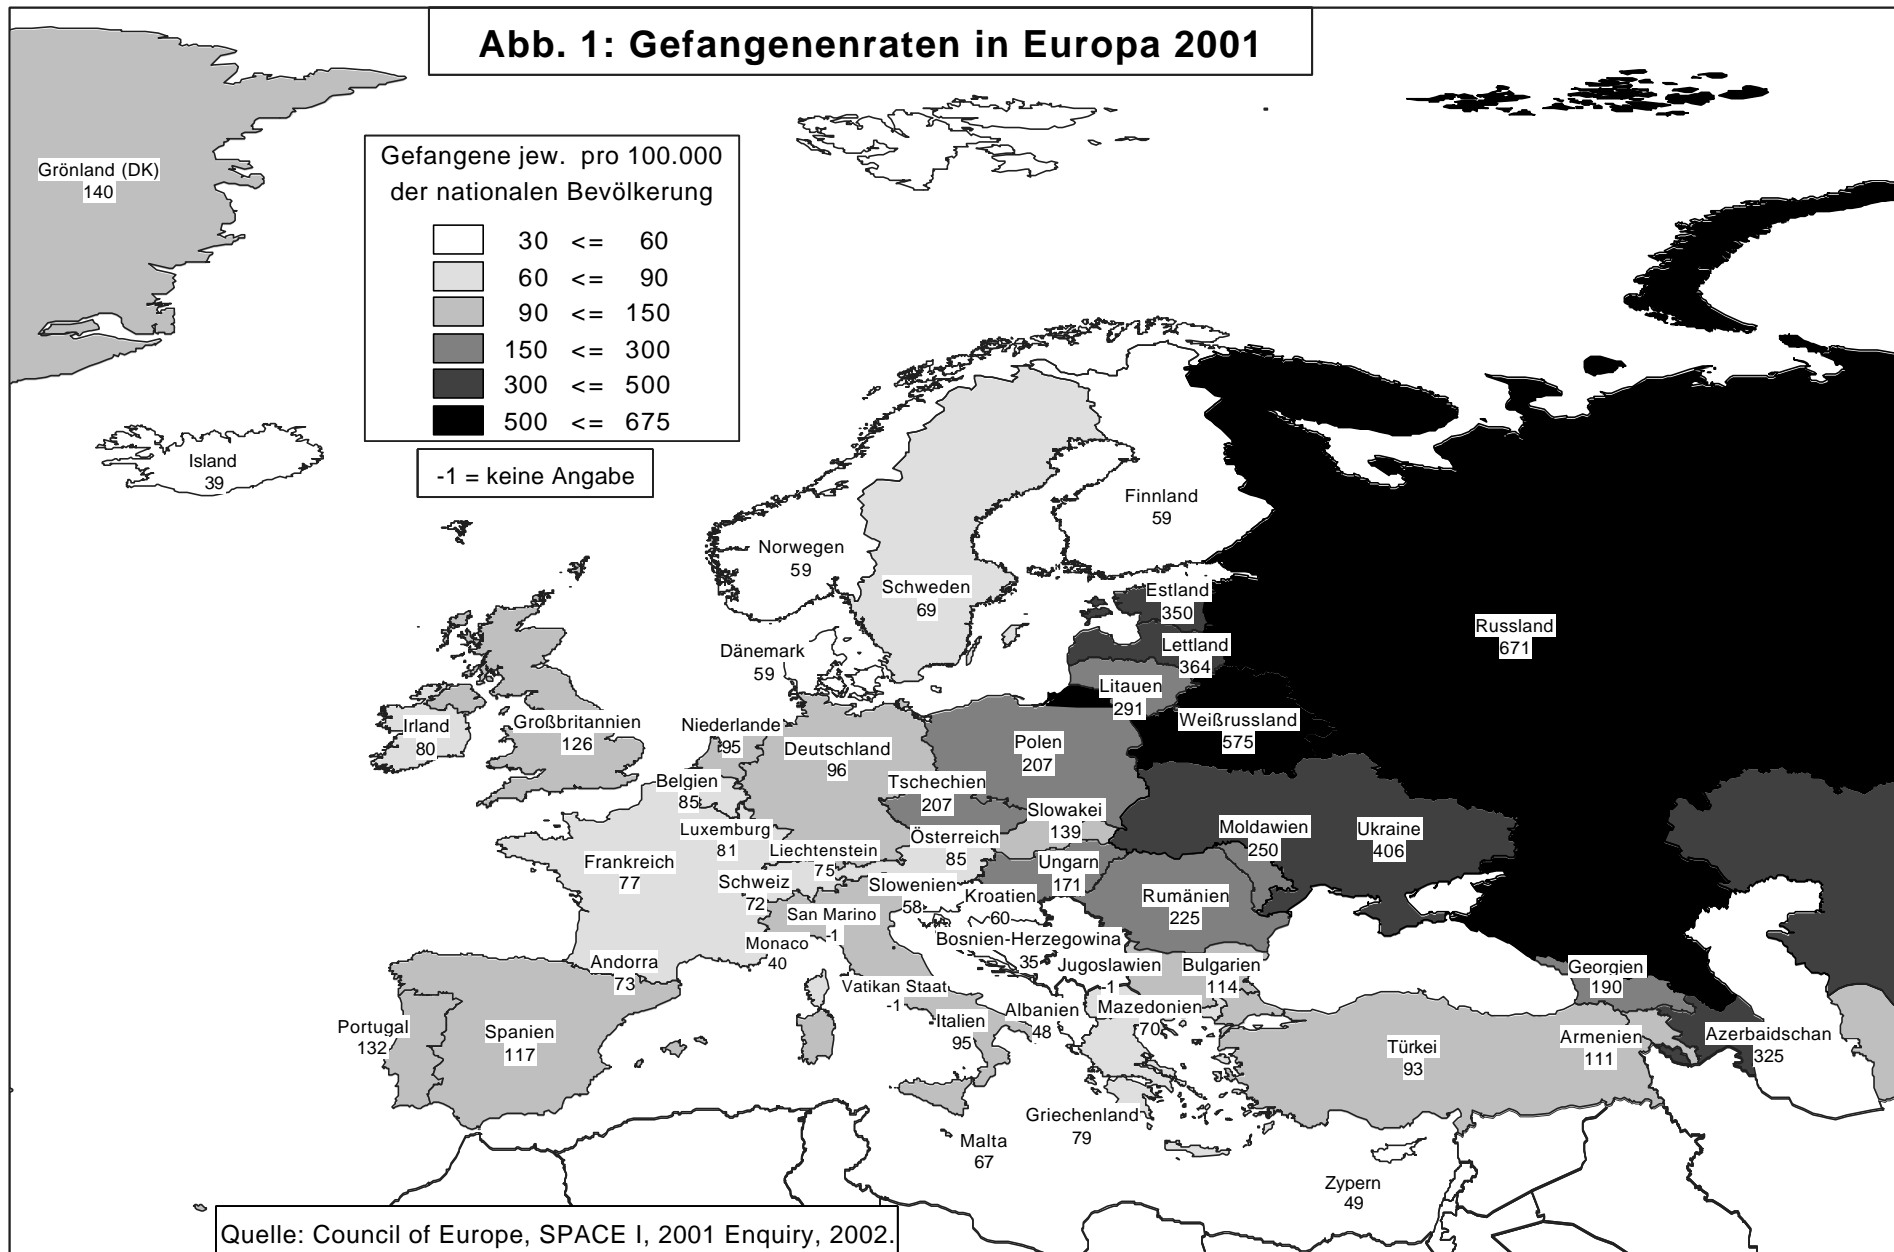 Abb. 1: Gefangenenraten in Europa 2001
Gefangene jew. pro 100.000
der nationalen Bevölkerung
30 <= 60
60 <= 90
90 <= 150
150 <= 300
300 <= 500
500 <= 675
-1 = keine Angabe
Grönland (DK)
140
Island
39
Finnland
59
Norwegen
59
Schweden
69
Estland
350
Russland
671
Lettland
364
Dänemark
59
Litauen
291
Weißrussland
575
Irland
80
Großbritannien
126
Niederlande
95
Deutschland
96
Polen
207
Belgien
85
Tschechien
207
Slowakei
139
Luxemburg
81
Moldawien
250
Ukraine
406
Liechtenstein
75
Österreich
85
Frankreich
77
Ungarn
171
Schweiz
72
Slowenien
58
Kroatien
60
Rumänien
225
San Marino
-1
Monaco
40
Bosnien-Herzegowina
35
Andorra
73
Jugoslawien
-1
Bulgarien
114
Georgien
190
Vatikan Staat
-1
Albanien
48
Mazedonien
70
Italien
95
Portugal
132
Spanien
117
Türkei
93
Armenien
111
Azerbaidschan
325
Griechenland
79
Malta
67
Zypern
49
Quelle: Council of Europe, SPACE I, 2001 Enquiry, 2002.